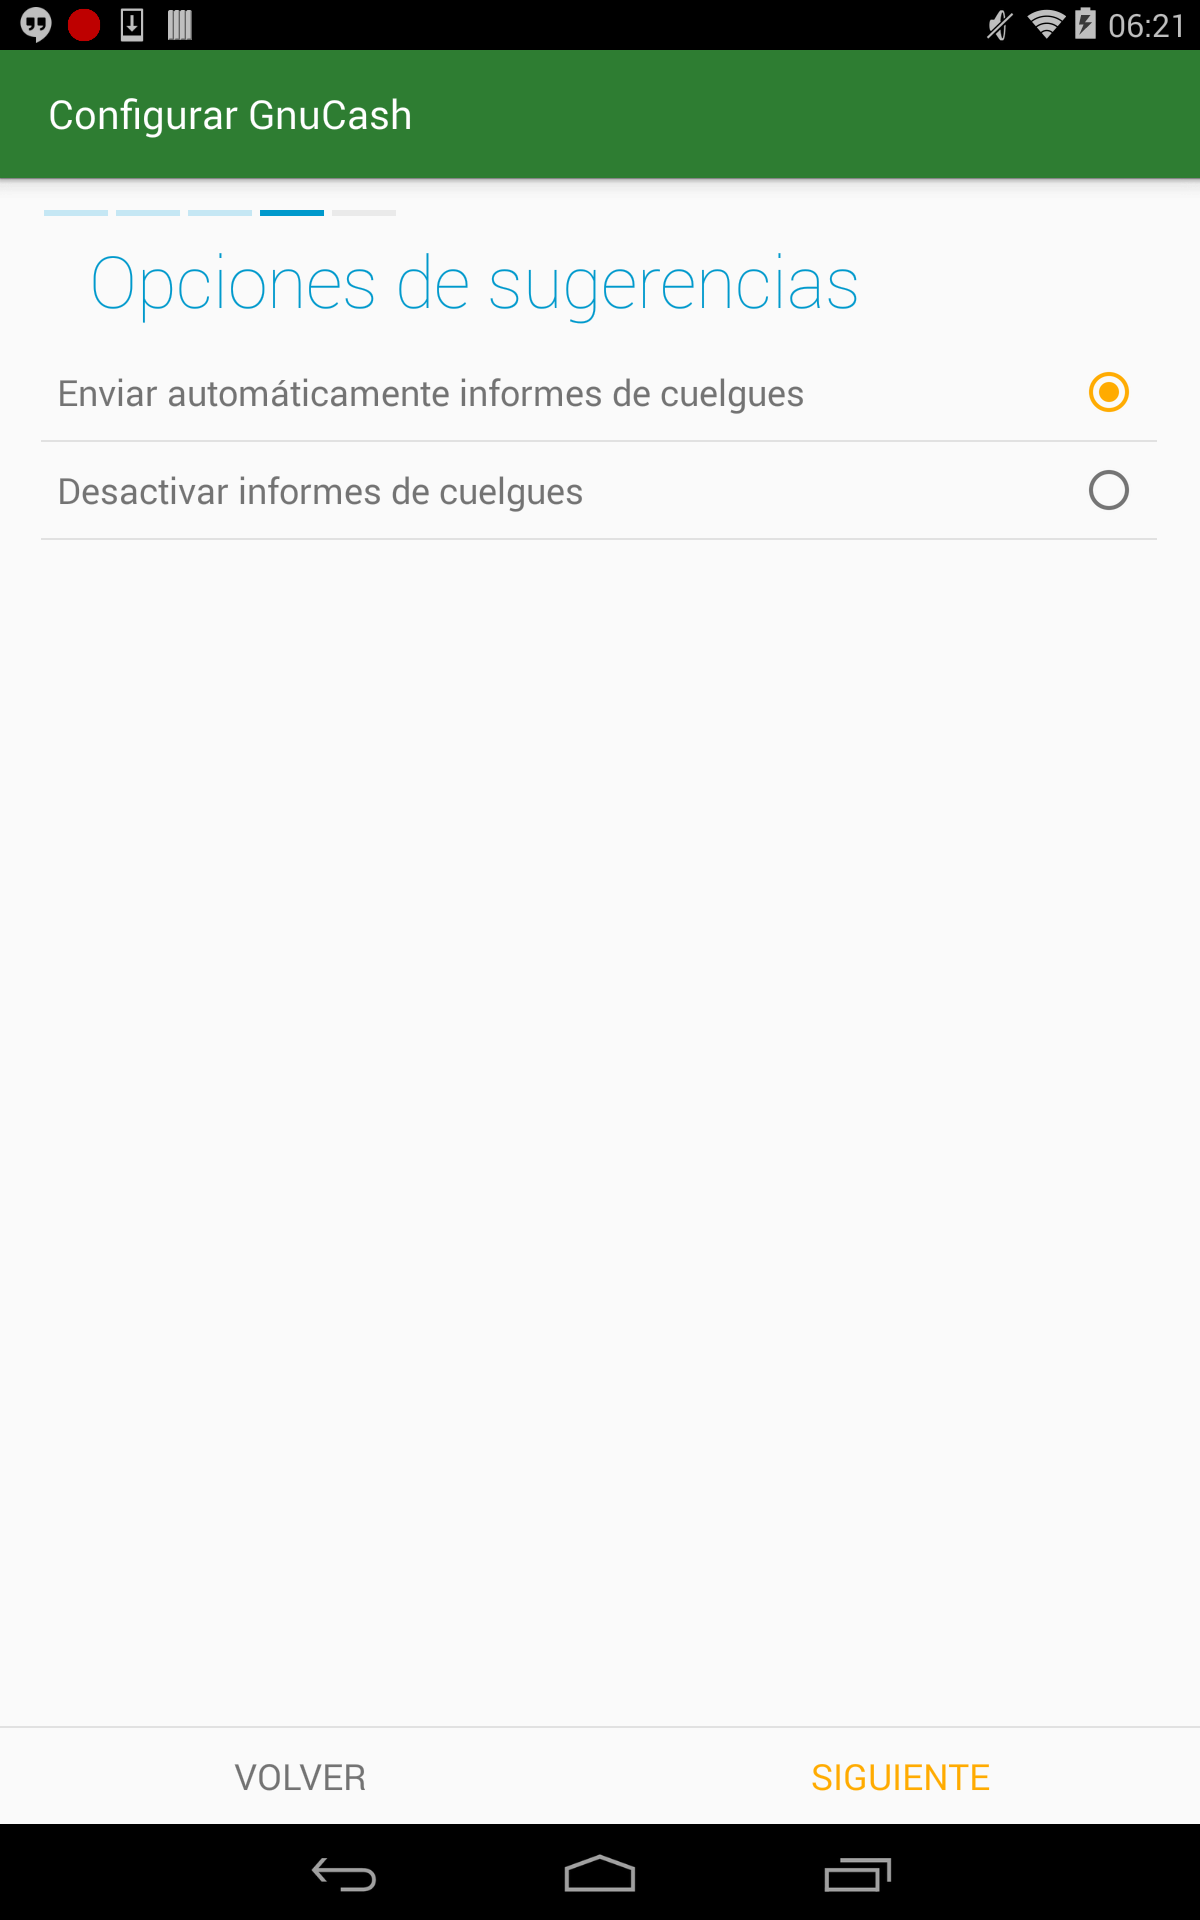 06:21
Configurar GnuCash
Opciones de sugerencias
Enviar automáticamente informes de cuelgues
Desactivar informes de cuelgues
VOLVER
SIGUIENTE